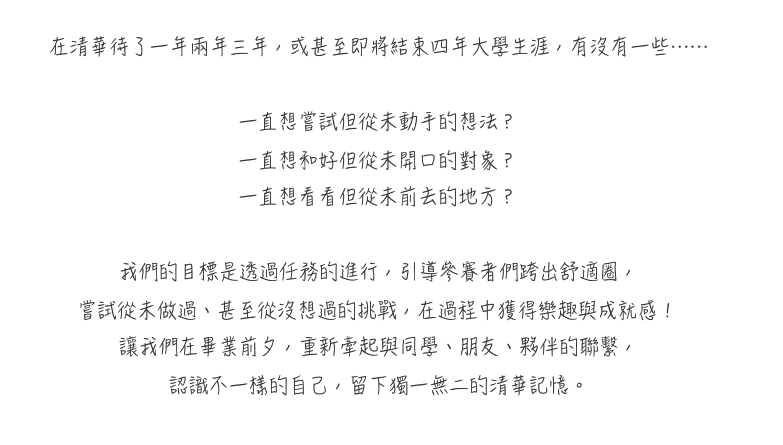 在清華待了一年兩年三年，或甚至即將結束四年大學生涯，有沒有一些……
一直想嘗試但從未動手的想法？
一直想和好但從未開口的對象？
一直想看看但從未前去的地方？
我們的目標是透過任務的進行，引導參賽者們跨出舒適圈，
嘗試從未做過、甚至從沒想過的挑戰，在過程中獲得樂趣與成就感！
讓我們在畢業前夕，重新牽起與同學、朋友、夥伴的聯繫，
認識不一樣的自己，留下獨一無二的清華記憶。